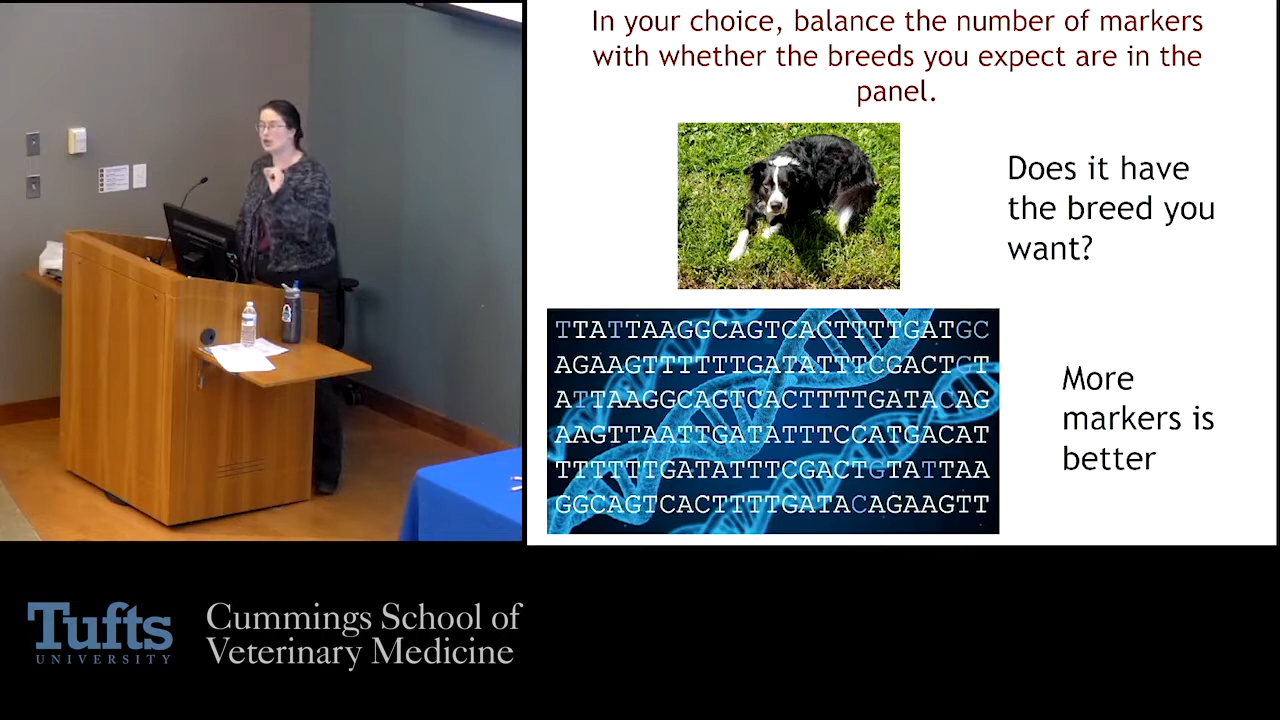 In your choice, balance the number of markers
with whether the breeds you expect are in the
panel.
Does it have
the breed you
want?
TTATTAAGGCAGTCACTTTTGATGC
AGAAGTTTTTTGATATTTCGACTGT
ATTAAGGCAGTCACTTTTGATACAG
AAGTTAATTGATATTTCCATGACAT
TTTTTTGATATTTCGACTGTATTAA
GGCAGTCACTTTTGATACAGAAGTT
More
markers is
better
Tufts
UNIVERSITY
Cummings School of
Veterinary Medicine